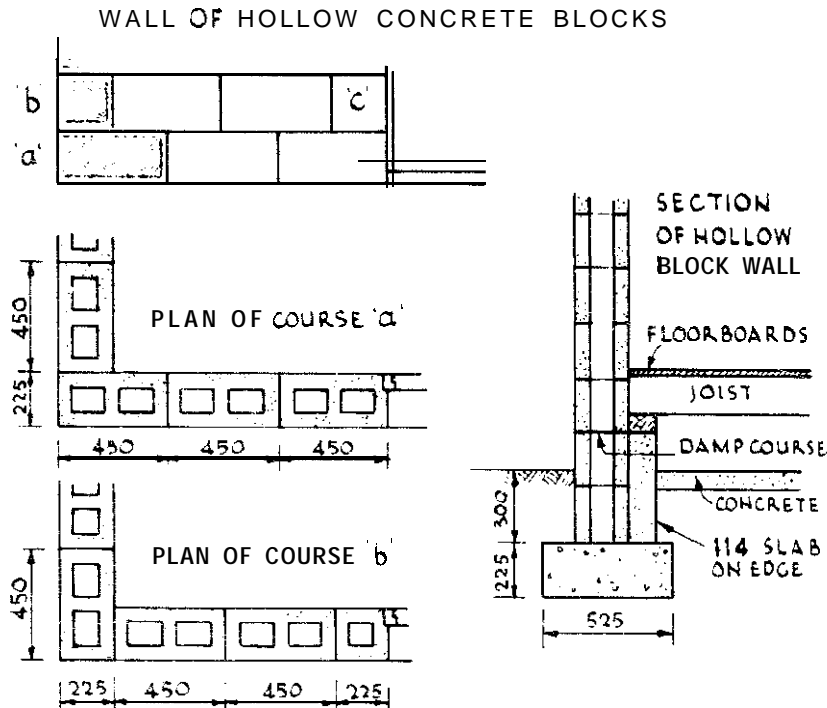 WALL OF HOLLOW CONCRETE BLOCKS
'b'
'c'
'a'
450
225
PLAN OF COURSE 'a'
450 450 450
450
PLAN OF COURSE 'b'
225 450 450 225
SECTION
OF HOLLOW
BLOCK WALL
FLOORBOARDS
JOIST
DAMP COURSE
CONCRETE
300
225
114 SLAB
ON EDGE
525